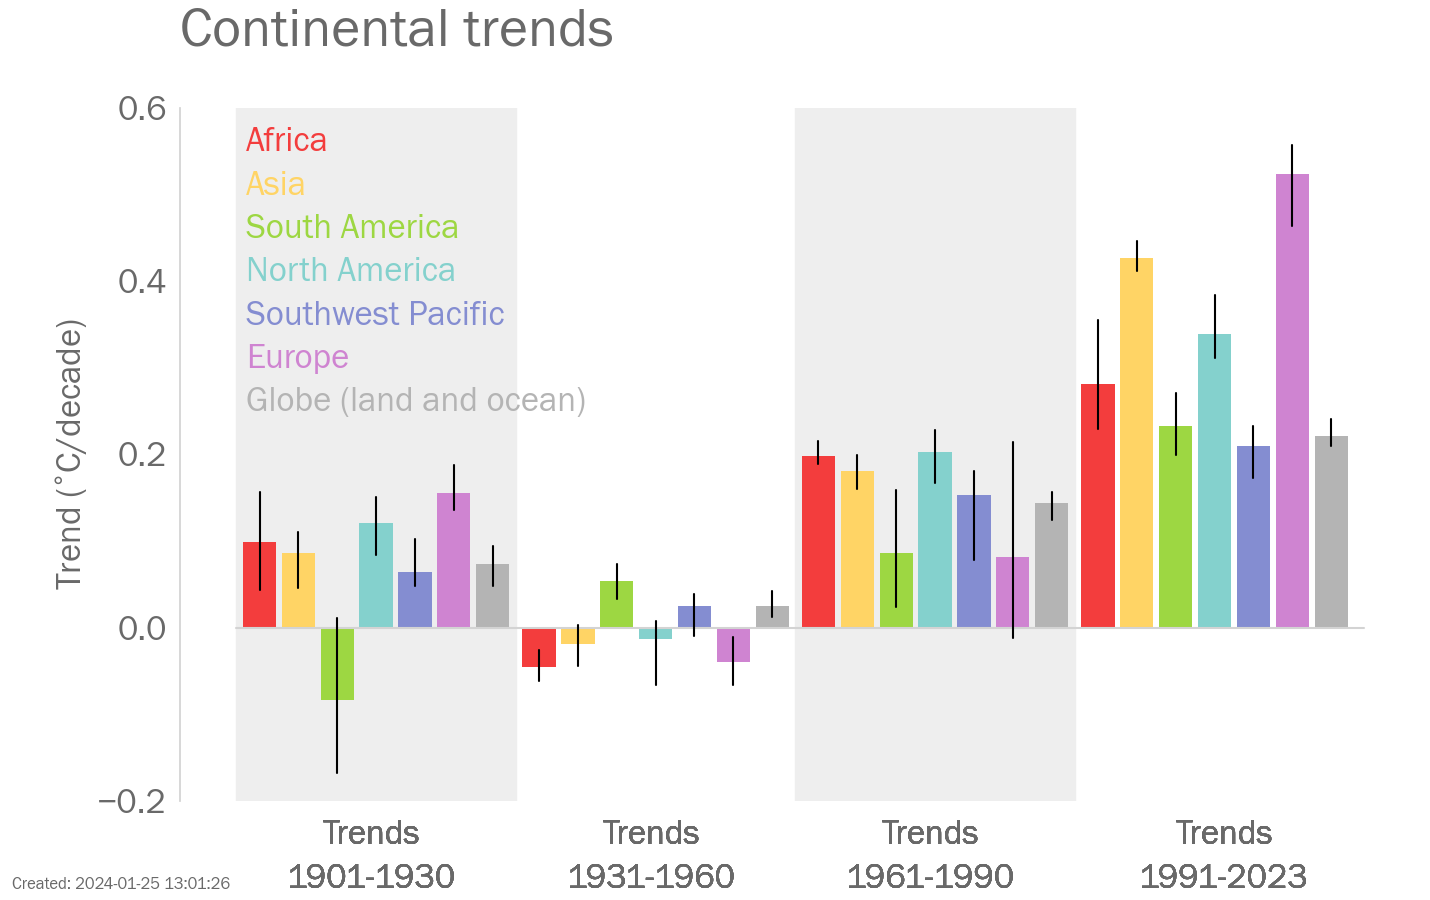 Continental trends
0.6
0.4
0.2
0.0
−0.2
Trend (˚C/decade)
Africa
Asia
South America
North America
Southwest Pacific
Europe
Globe (land and ocean)
Trends
1901-1930
Trends
1931-1960
Trends
1961-1990
Trends
1991-2023
Created: 2024-01-25 13:01:26